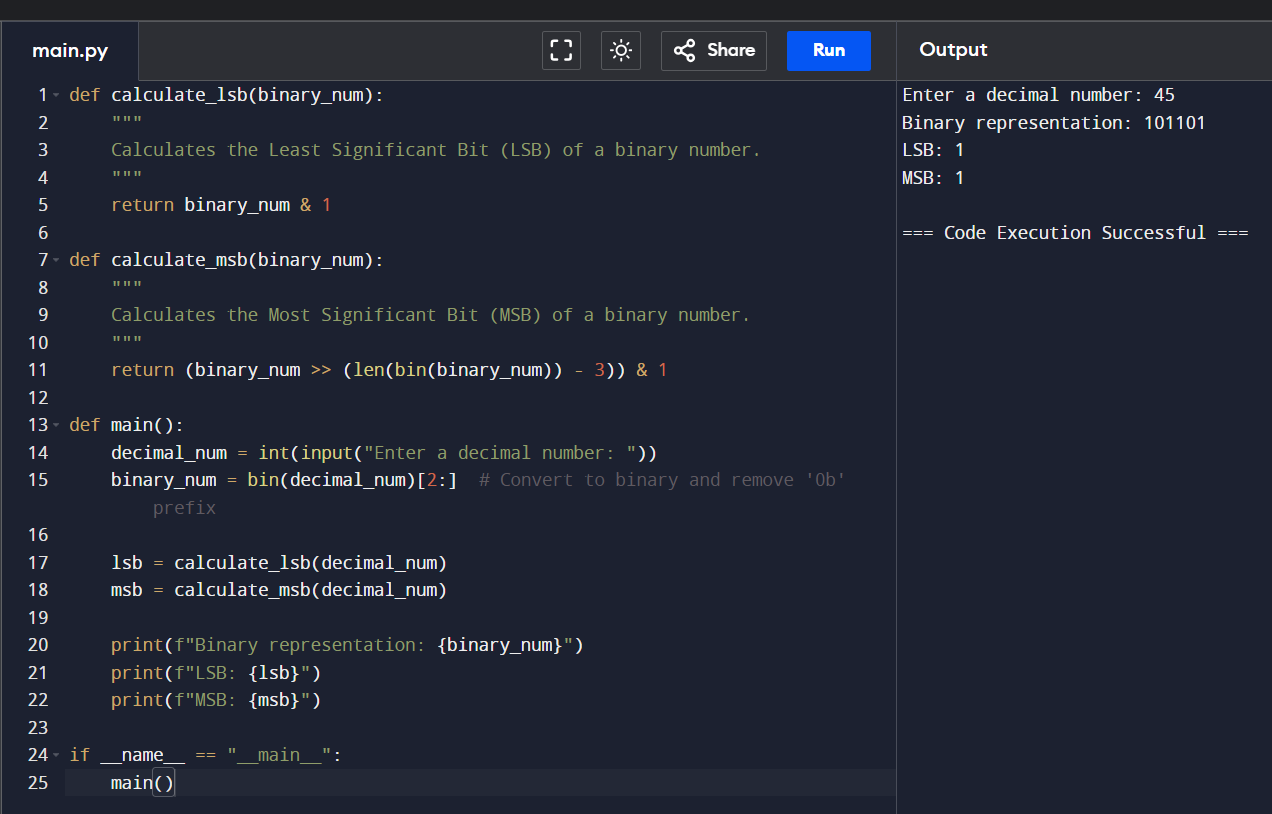 main.py
Share
Run
Output
1 def calculate_lsb(binary_num):
2     """
3     Calculates the Least Significant Bit (LSB) of a binary number.
4     """
5     return binary_num & 1
6
7 def calculate_msb(binary_num):
8     """
9     Calculates the Most Significant Bit (MSB) of a binary number.
10     """
11     return (binary_num >> (len(bin(binary_num)) - 3)) & 1
12
13 def main():
14     decimal_num = int(input("Enter a decimal number: "))
15     binary_num = bin(decimal_num)[2:]  # Convert to binary and remove '0b'
        prefix
16
17     lsb = calculate_lsb(decimal_num)
18     msb = calculate_msb(decimal_num)
19
20     print(f"Binary representation: {binary_num}")
21     print(f"LSB: {lsb}")
22     print(f"MSB: {msb}")
23
24 if __name__ == "__main__":
25     main()
Enter a decimal number: 45
Binary representation: 101101
LSB: 1
MSB: 1
=== Code Execution Successful ===